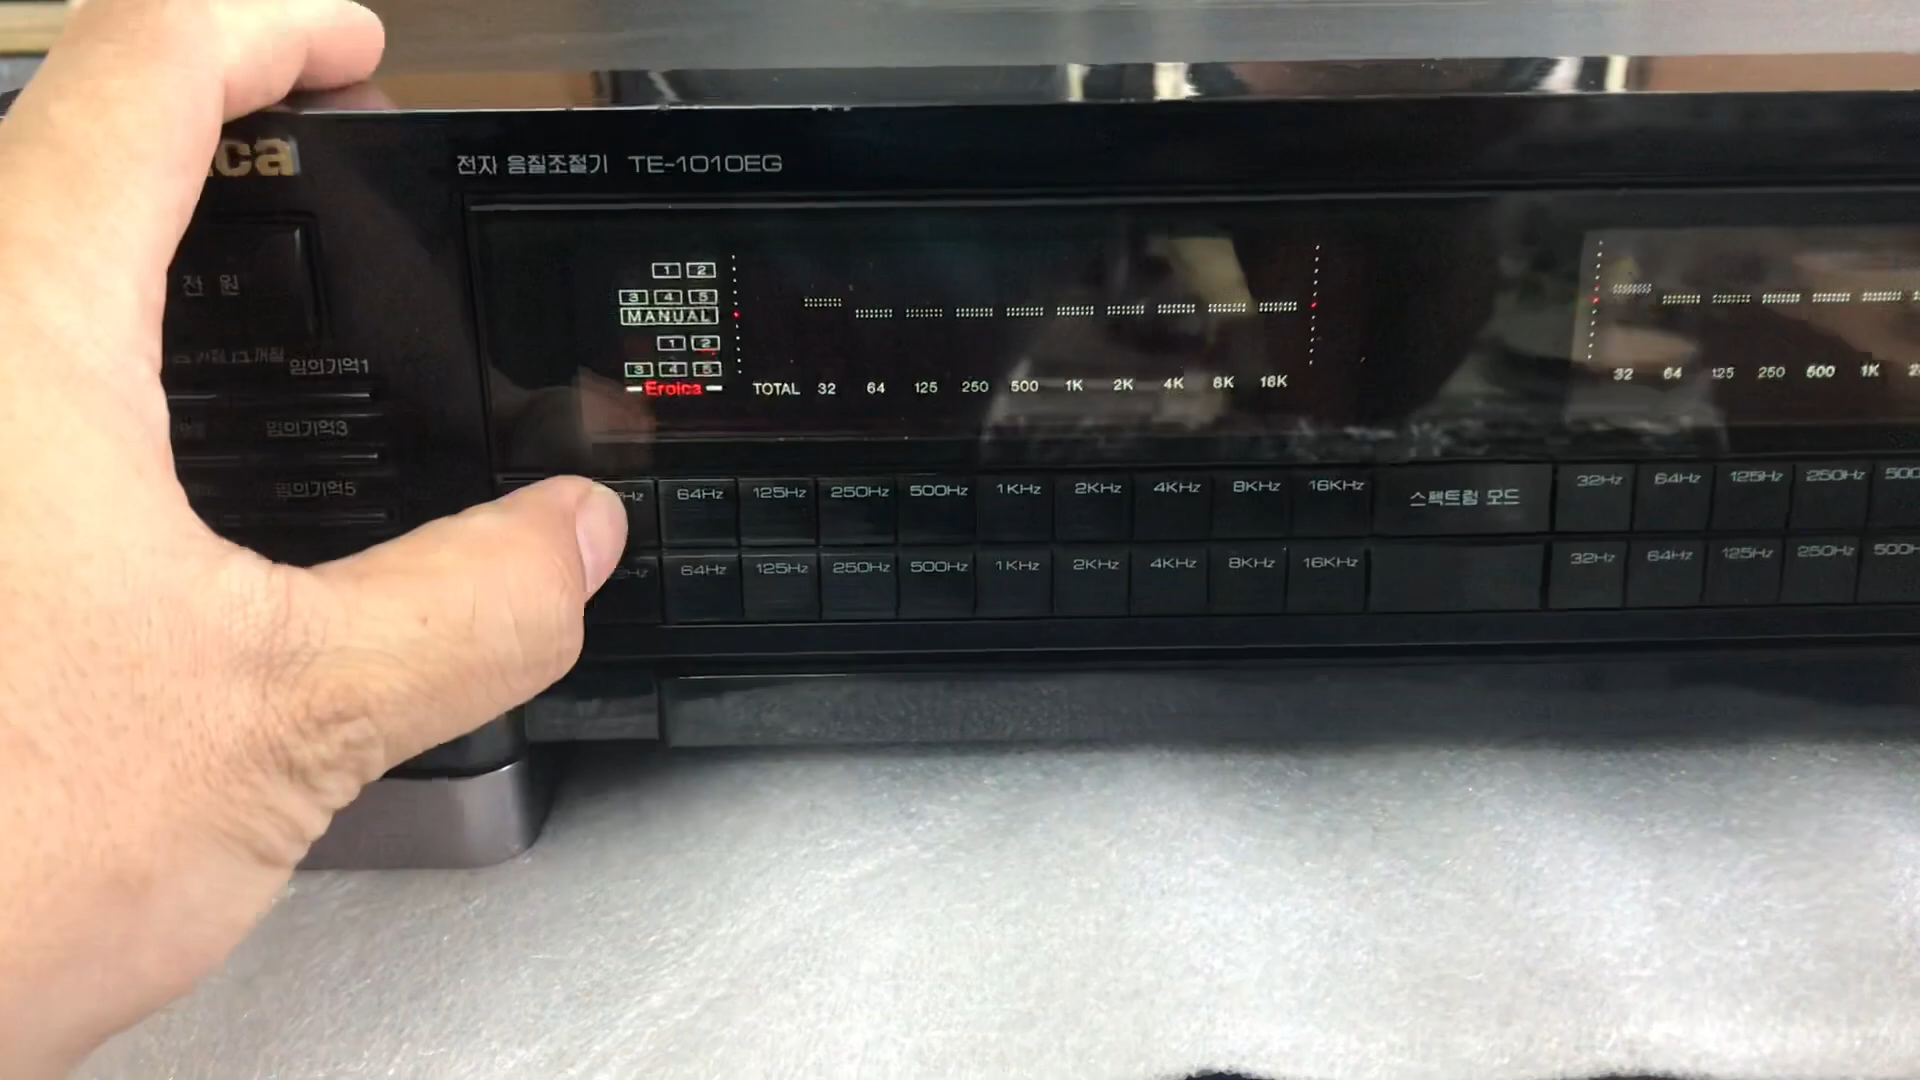 ica
전자 음질조절기 TE-1010EG
전 원
임의기억1
임의기억3
임의기억5
1 2
3 4 5
MANUAL
1 2
3 4 5
Eroica
TOTAL 32 64 125 250 500 1K 2K 4K 8K 16K
32 64 125 250 500 1K
64Hz 125Hz 250Hz 500Hz 1KHz 2KHz 4KHz 8KHz 16KHz
스펙트럼 모드
32Hz 64Hz 125Hz 250Hz
64Hz 125Hz 250Hz 500Hz 1KHz 2KHz 4KHz 8KHz 16KHz
32Hz 64Hz 125Hz 250Hz 500H